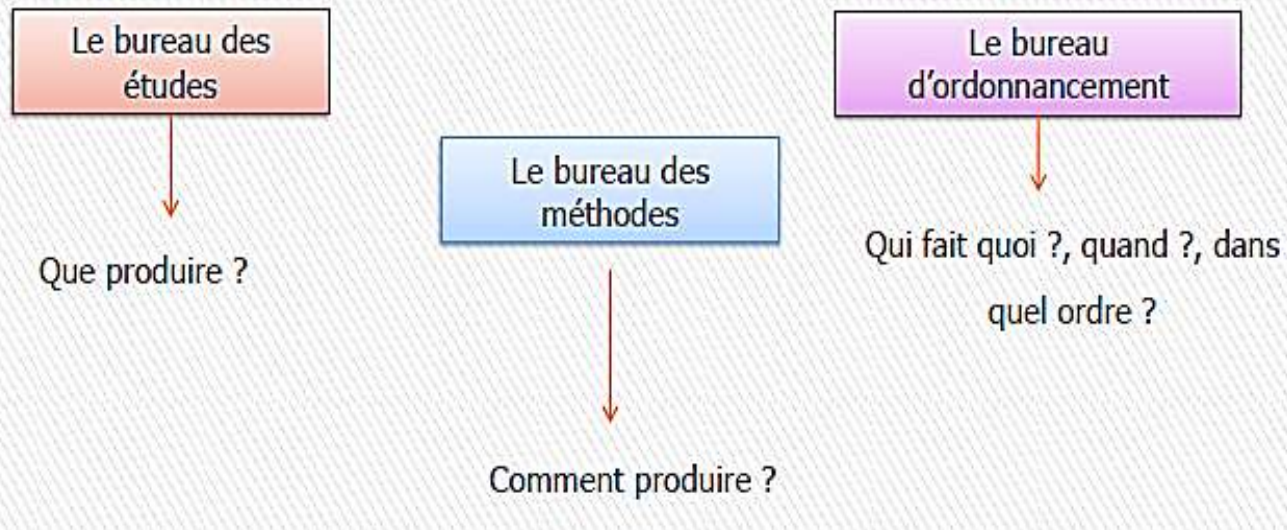 Le bureau des
études
Que produire ?
Le bureau des
méthodes
Comment produire ?
Le bureau
d'ordonnancement
Qui fait quoi ?, quand ?, dans
quel ordre ?